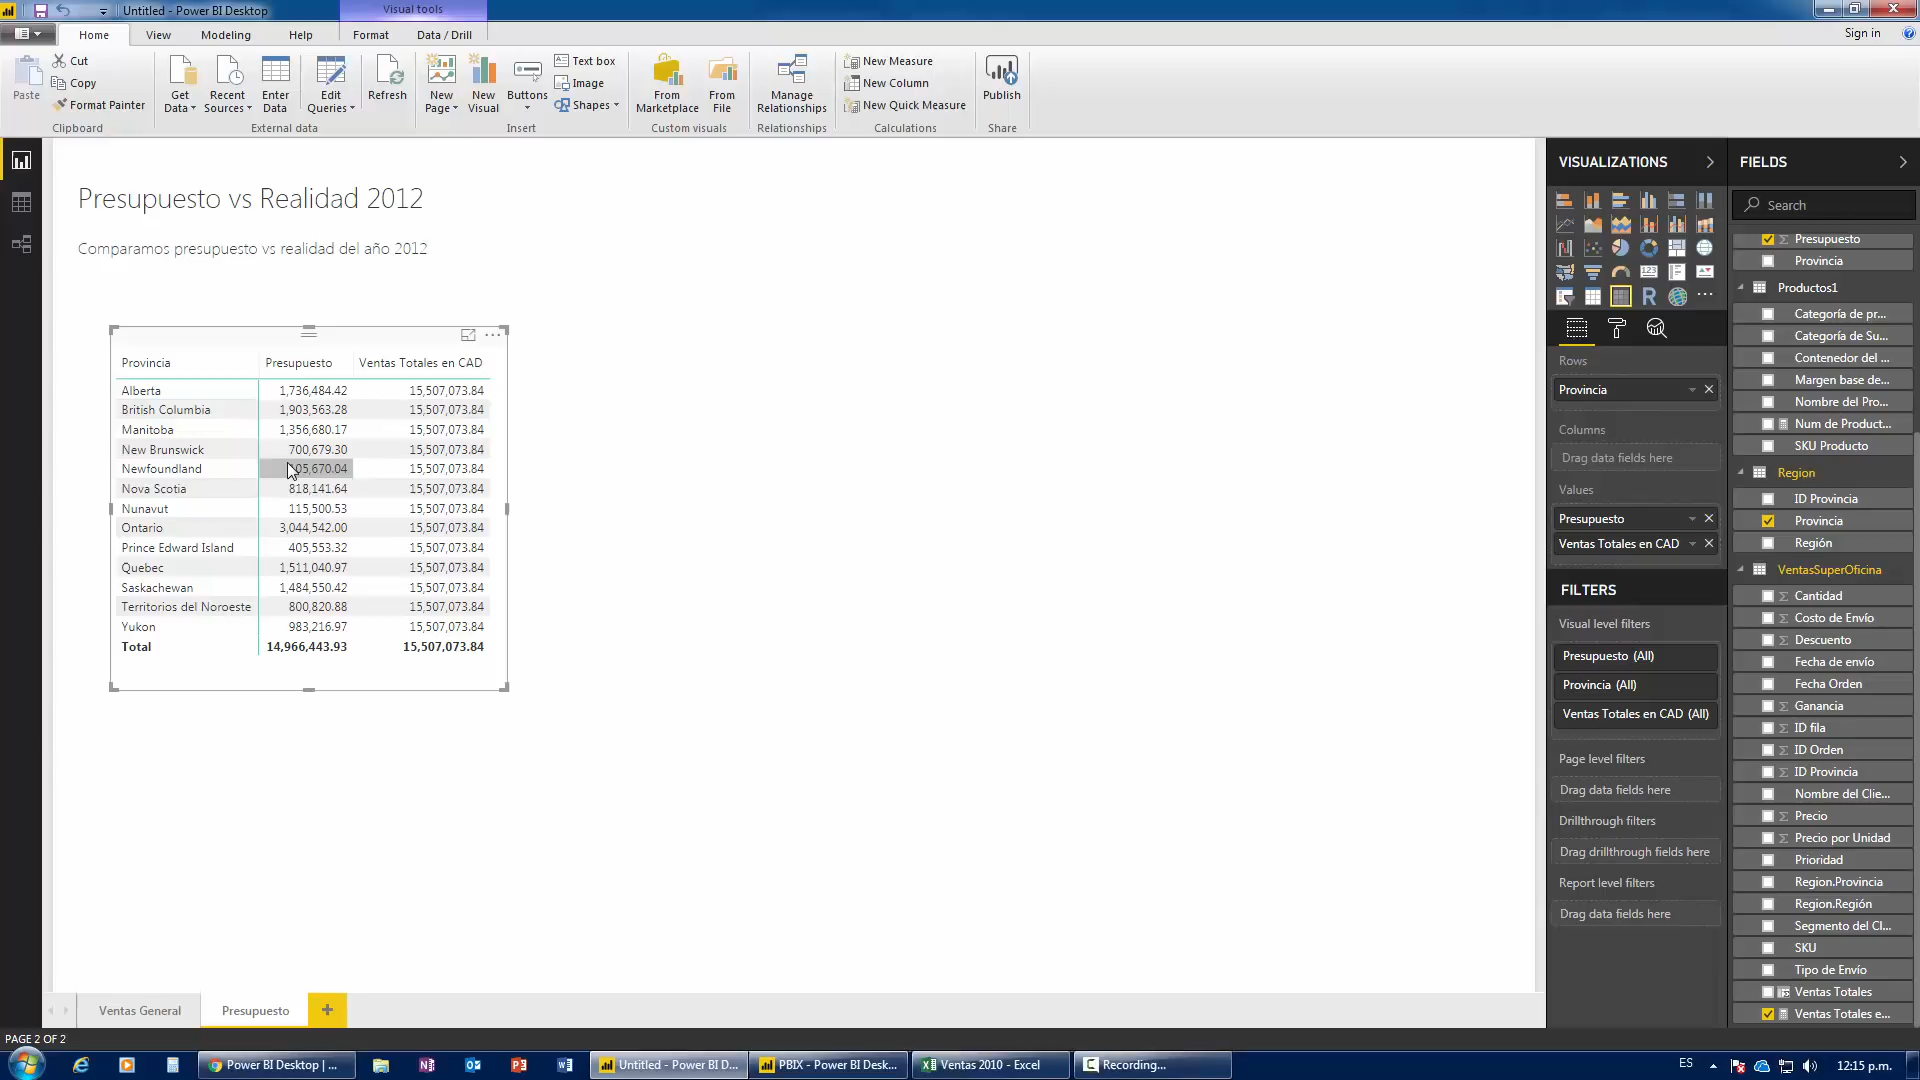 Untitled - Power BI Desktop
Visual tools
Home
View
Modeling
Help
Format
Data / Drill
Sign in
Paste
Cut
Copy
Format Painter
Clipboard
Get Data
Recent Sources
Enter Data
Edit Queries
Refresh
External data
New Page
New Visual
Buttons
Text box
Image
Shapes
Insert
From Marketplace
From File
Custom visuals
Manage Relationships
Relationships
New Measure
New Column
New Quick Measure
Calculations
Publish
Share
Presupuesto vs Realidad 2012
Comparamos presupuesto vs realidad del año 2012
Provincia Presupuesto Ventas Totales en CAD
Alberta 1,736,484.42 15,507,073.84
British Columbia 1,903,563.28 15,507,073.84
Manitoba 1,356,680.17 15,507,073.84
New Brunswick 700,679.30 15,507,073.84
Newfoundland 15,507,073.84
Nova Scotia 818,141.64 15,507,073.84
Nunavut 115,500.53 15,507,073.84
Ontario 3,044,542.00 15,507,073.84
Prince Edward Island 405,553.32 15,507,073.84
Quebec 1,511,040.97 15,507,073.84
Saskachewan 1,484,550.42 15,507,073.84
Territorios del Noroeste 800,820.88 15,507,073.84
Yukon 983,216.97 15,507,073.84
Total 14,966,443.93 15,507,073.84
VISUALIZATIONS
Rows
Provincia
Columns
Drag data fields here
Values
Presupuesto
Ventas Totales en CAD
FILTERS
Visual level filters
Presupuesto (All)
Provincia (All)
Ventas Totales en CAD (All)
Page level filters
Drag data fields here
Drillthrough filters
Drag drillthrough fields here
Report level filters
Drag data fields here
FIELDS
Search
Presupuesto
Provincia
Productos1
Categoría de pr...
Categoría de Su...
Contenedor del ...
Margen base de...
Nombre del Pro...
Num de Product...
SKU Producto
Region
ID Provincia
Provincia
Región
VentasSuperOficina
Cantidad
Costo de Envío
Descuento
Fecha de envío
Fecha Orden
Ganancia
ID fila
ID Orden
ID Provincia
Nombre del Clie...
Precio
Precio por Unidad
Prioridad
Region.Provincia
Region.Región
Segmento del Cl...
SKU
Tipo de Envío
Ventas Totales
Ventas Totales e...
Ventas General
Presupuesto
PAGE 2 OF 2
Power BI Desktop | ...
Untitled - Power BI D...
PBIX - Power BI Desk...
Ventas 2010 - Excel
Recording...
ES
12:15 p.m.